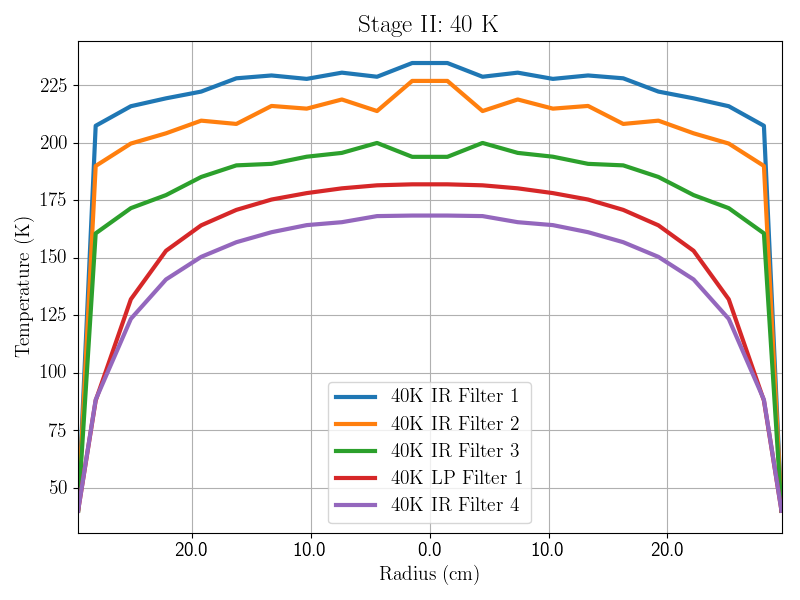 Stage II: 40 K
Temperature (K)
225
200
175
150
125
100
75
50
40K IR Filter 1
40K IR Filter 2
40K IR Filter 3
40K LP Filter 1
40K IR Filter 4
20.0 10.0 0.0 10.0 20.0
Radius (cm)